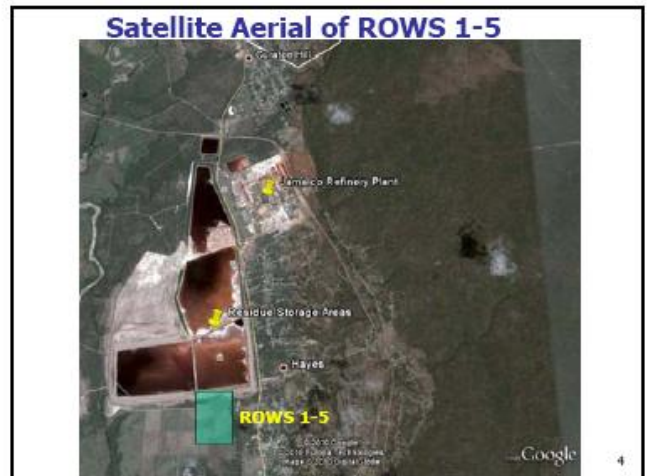 Satellite Aerial of ROWS 1-5
Jamalco Refinery Plant
Residue Storage Areas
Hayes
ROWS 1-5
Google
4